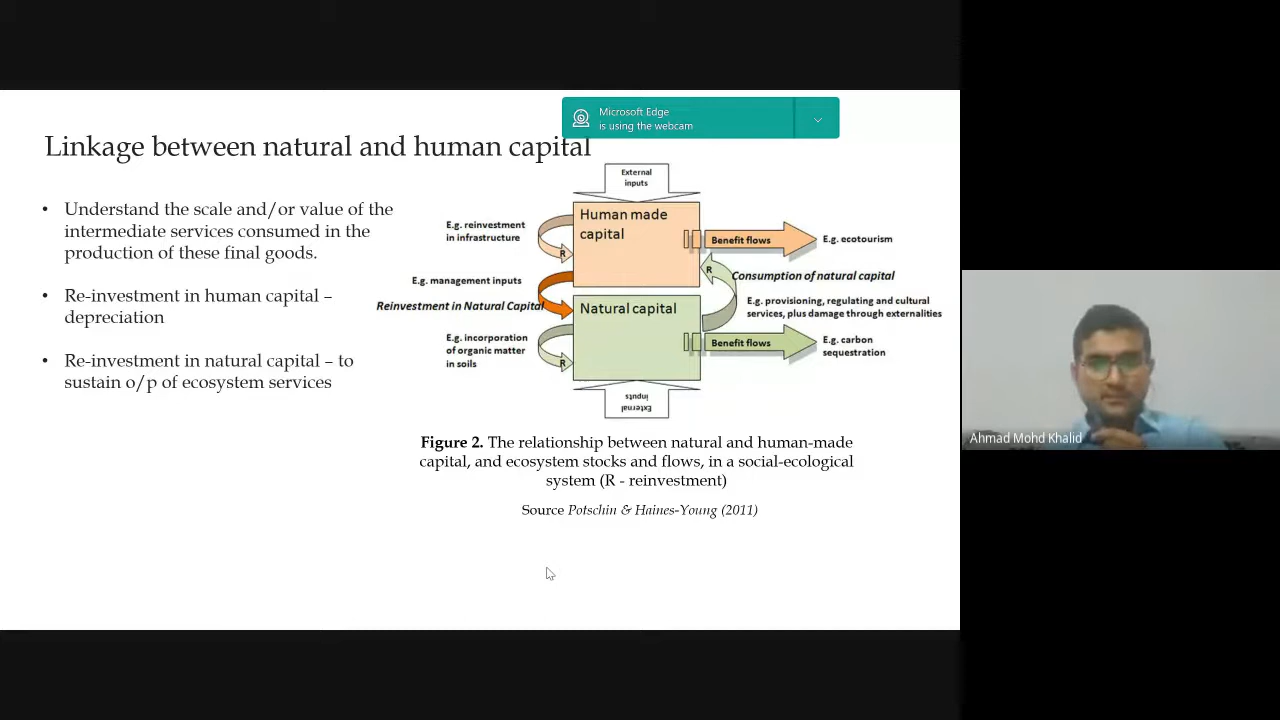 Microsoft Edge
is using the webcam
Linkage between natural and human capital
• Understand the scale and/or value of the
intermediate services consumed in the
production of these final goods.
• Re-investment in human capital –
depreciation
• Re-investment in natural capital – to
sustain o/p of ecosystem services
External
inputs
Human made
capital
E.g. reinvestment
in infrastructure
R
Benefit flows
E.g. ecotourism
E.g. management inputs
R
Consumption of natural capital
Reinvestment in Natural Capital
Natural capital
E.g. provisioning, regulating and cultural
services, plus damage through externalities
E.g. incorporation
of organic matter
in soils
R
Benefit flows
E.g. carbon
sequestration
External
inputs
Figure 2. The relationship between natural and human-made
capital, and ecosystem stocks and flows, in a social-ecological
system (R - reinvestment)
Source Potschin & Haines-Young (2011)
Ahmad Mohd Khalid